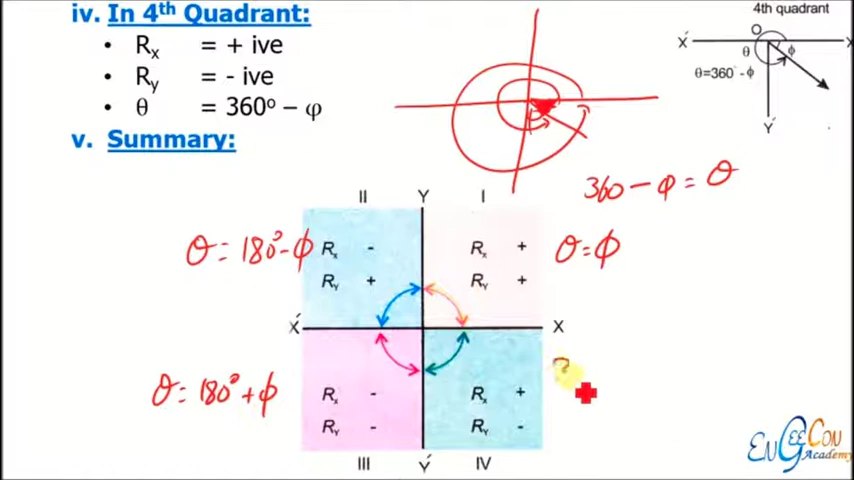 iv. In 4th Quadrant:
• Rx = + ive
• Ry = - ive
• θ = 360º – φ
v. Summary:
4th quadrant
O
X́ X
θ φ
θ=360°-φ
Ý
360 – φ = θ
II Y I
θ = 180° - φ Rx - Rx + θ = φ
RY + RY +
X́ X
θ = 180° + φ Rx - Rx +
RY - RY -
III Ý IV
ENGEECON
Academy